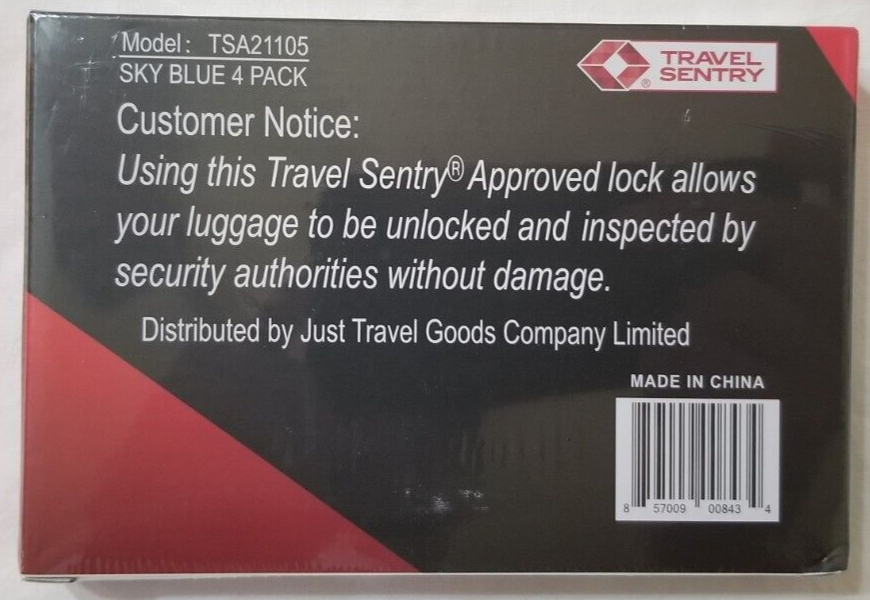 Model: TSA21105
SKY BLUE 4 PACK
TRAVEL
SENTRY
®
Customer Notice:
Using this Travel Sentry® Approved lock allows
your luggage to be unlocked and inspected by
security authorities without damage.
Distributed by Just Travel Goods Company Limited
MADE IN CHINA
8 57009 00843 4